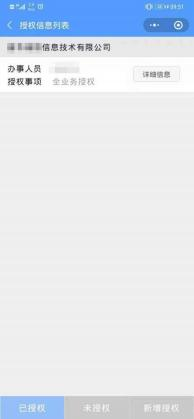 09:51
授权信息列表
信息技术有限公司
办事人员
详细信息
授权事项 全业务授权
已授权 未授权 新增授权